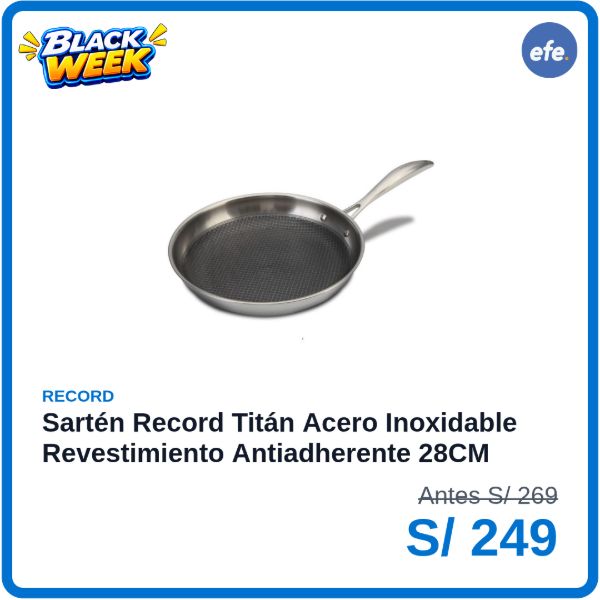 BLACK
WEEK
efe.
RECORD
Sartén Record Titán Acero Inoxidable
Revestimiento Antiadherente 28CM
Antes S/ 269
S/ 249